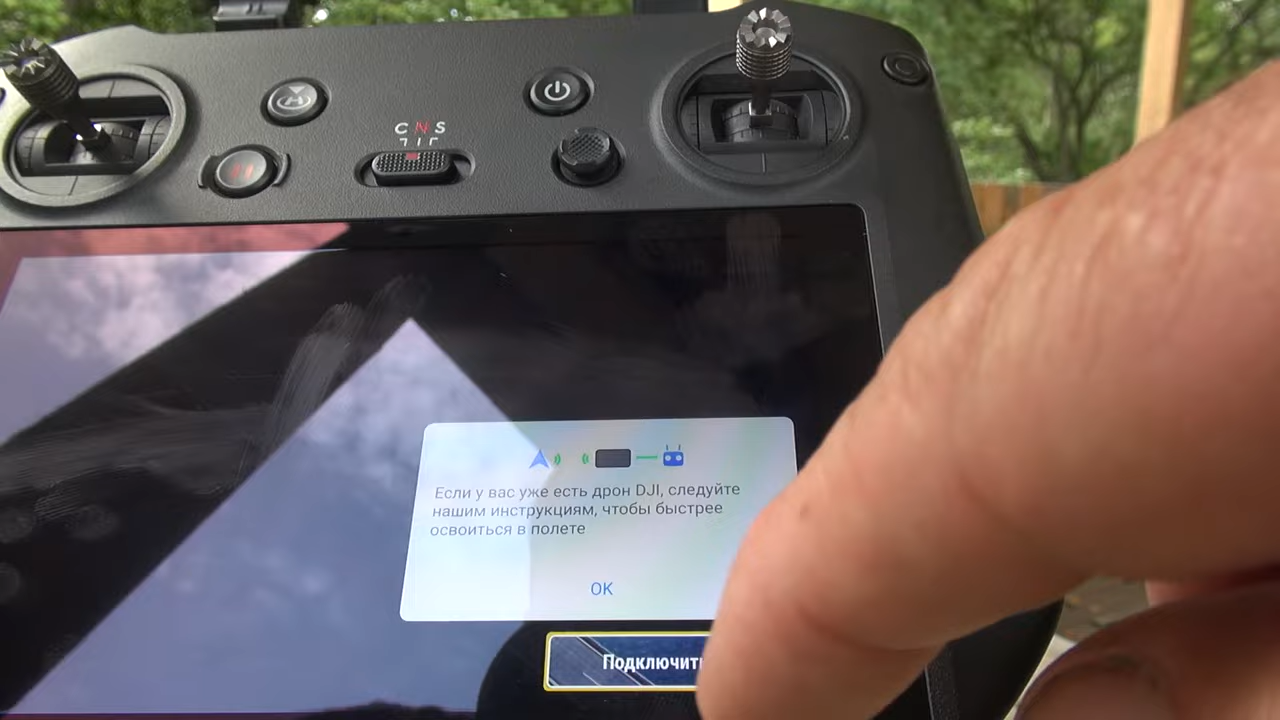 C N S
Если у вас уже есть дрон DJI, следуйте
нашим инструкциям, чтобы быстрее
освоиться в полете
OK
Подключить